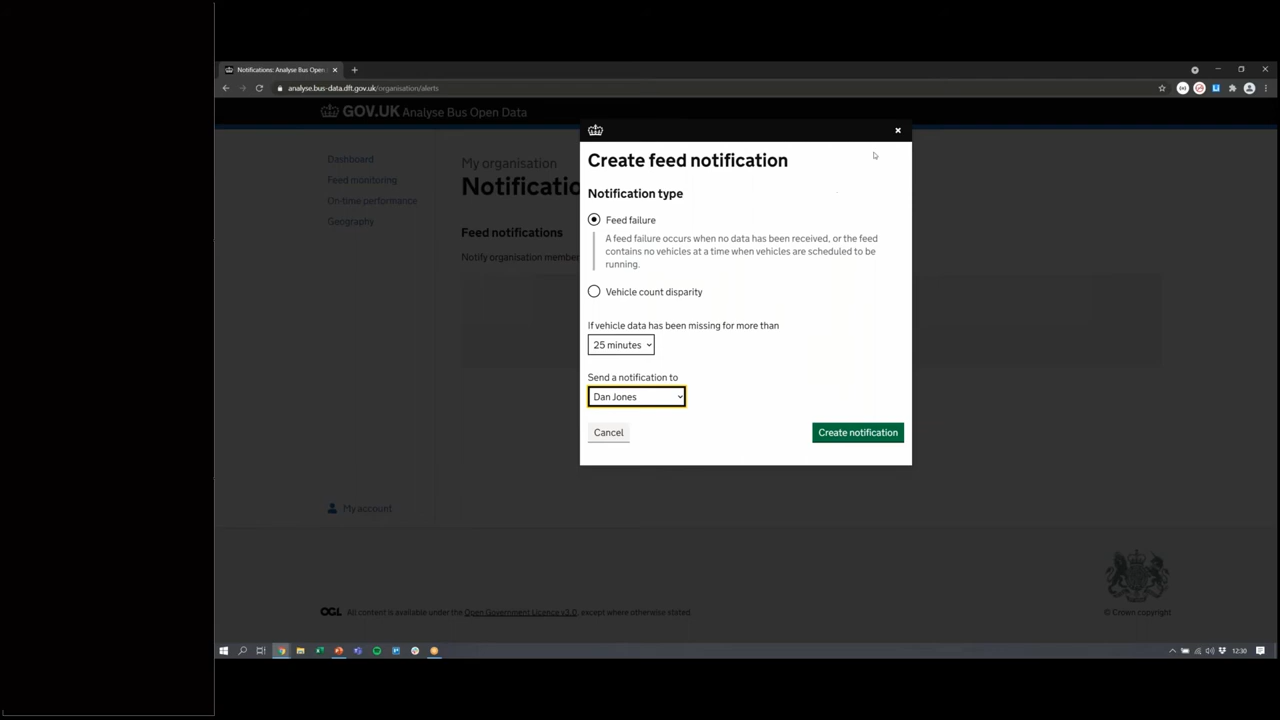 Notifications: Analyse Bus Open
analyse.bus-data.dft.gov.uk/organisation/alerts
GOV.UK Analyse Bus Open Data
Dashboard
Feed monitoring
On-time performance
Geography
My organisation
Notificatio
Feed notifications
Notify organisation member
Create feed notification
Notification type
Feed failure
A feed failure occurs when no data has been received, or the feed
contains no vehicles at a time when vehicles are scheduled to be
running.
Vehicle count disparity
If vehicle data has been missing for more than
25 minutes
Send a notification to
Dan Jones
Cancel
Create notification
My account
OGL All content is available under the Open Government Licence v3.0, except where otherwise stated
© Crown copyright
12:30